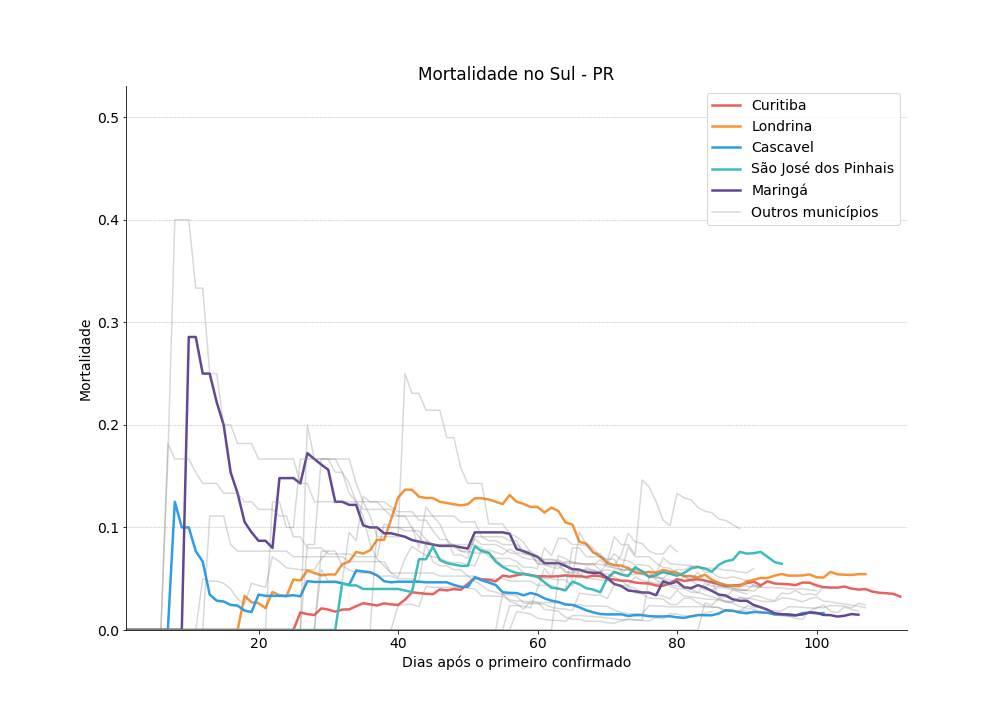 Mortalidade no Sul - PR
Curitiba
Londrina
Cascavel
São José dos Pinhais
Maringá
Outros municípios
0.5
0.4
0.3
0.2
0.1
0.0
Mortalidade
20 40 60 80 100
Dias após o primeiro confirmado